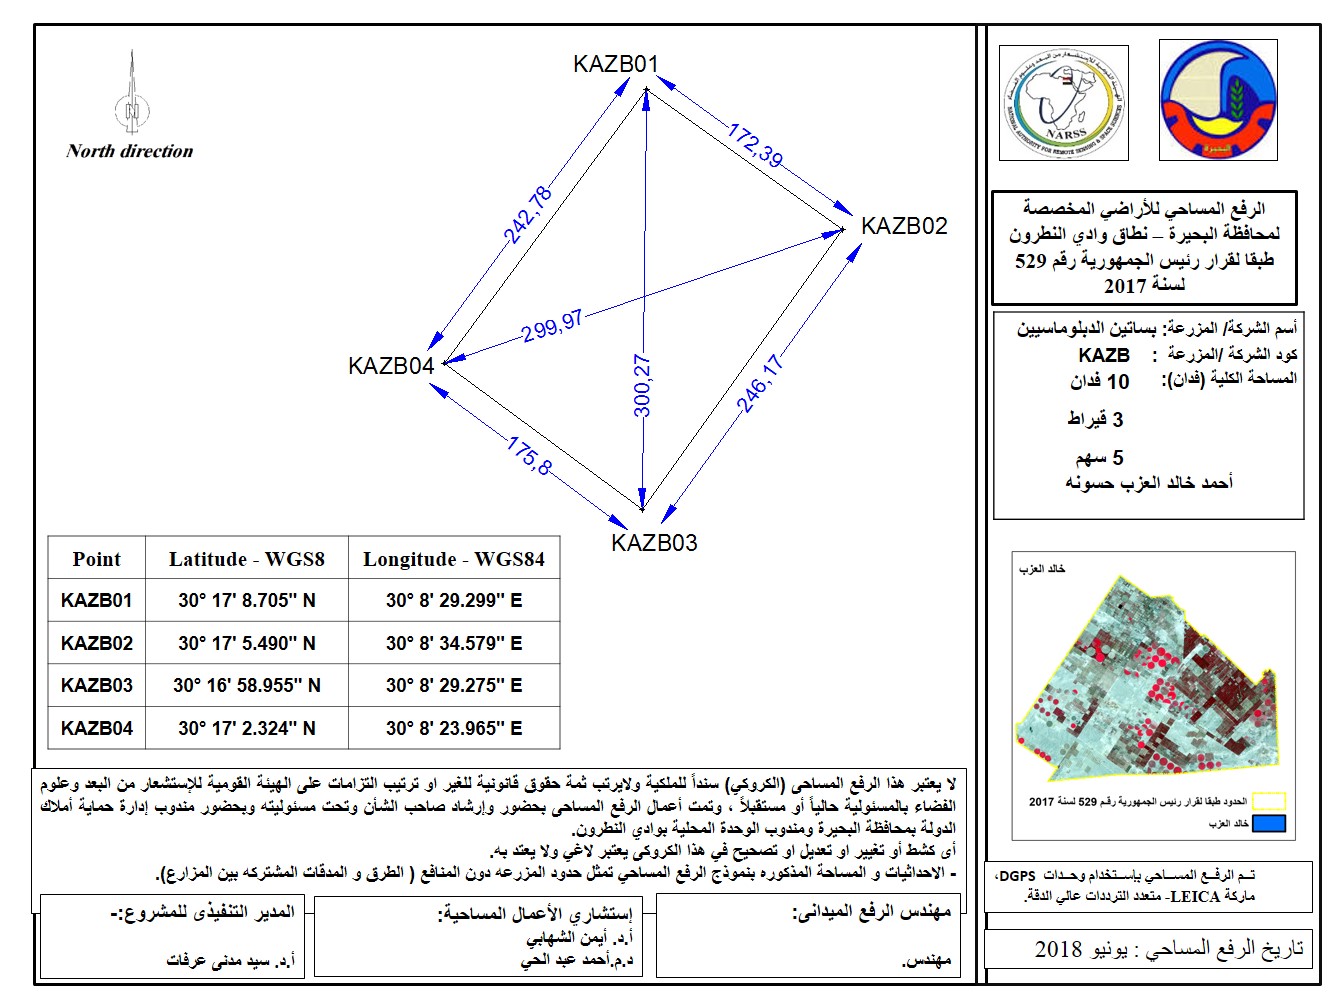 North direction
KAZB01
172,39
242,78
KAZB02
299,97
300,27
246,17
KAZB04
175,8
KAZB03
Point Latitude - WGS8 Longitude - WGS84
KAZB01 30° 17' 8.705" N 30° 8' 29.299" E
KAZB02 30° 17' 5.490" N 30° 8' 34.579" E
KAZB03 30° 16' 58.955" N 30° 8' 29.275" E
KAZB04 30° 17' 2.324" N 30° 8' 23.965" E
NARSS
NATIONAL AUTHORITY FOR REMOTE SENSING & SPACE SCIENCES
البحيرة
الرفع المساحي للأراضي المخصصة
لمحافظة البحيرة – نطاق وادي النطرون
طبقا لقرار رئيس الجمهورية رقم 529
لسنة 2017
أسم الشركة/ المزرعة: بساتين الدبلوماسيين
كود الشركة /المزرعة : KAZB
المساحة الكلية (فدان): 10 فدان
3 قيراط
5 سهم
أحمد خالد العزب حسونه
خالد العزب
الحدود طبقا لقرار رئيس الجمهورية رقم 529 لسنة 2017
خالد العزب
تـم الرفـع المسـاحي بإسـتخدام وحـدات DGPS،
ماركة LEICA- متعدد الترددات عالي الدقة.
تاريخ الرفع المساحي : يونيو 2018
لا يعتبر هذا الرفع المساحى (الكروكي) سنداً للملكية ولايرتب ثمة حقوق قانونية للغير او ترتيب التزامات على الهيئة القومية للإستشعار من البعد وعلوم
الفضاء بالمسئولية حالياً أو مستقبلاً ، وتمت أعمال الرفع المساحى بحضور وإرشاد صاحب الشأن وتحت مسئوليته وبحضور مندوب إدارة حماية أملاك
الدولة بمحافظة البحيرة ومندوب الوحدة المحلية بوادي النطرون.
أى كشط أو تغيير او تعديل او تصحيح في هذا الكروكى يعتبر لاغي ولا يعتد به.
- الاحداثيات و المساحة المذكوره بنموذج الرفع المساحي تمثل حدود المزرعه دون المنافع ( الطرق و المدقات المشتركه بين المزارع).
مهندس الرفع الميدانى:
مهندس.
إستشاري الأعمال المساحية:
أ.د. أيمن الشهابي
د.م.أحمد عبد الحي
المدير التنفيذى للمشروع:-
أ.د. سيد مدنى عرفات